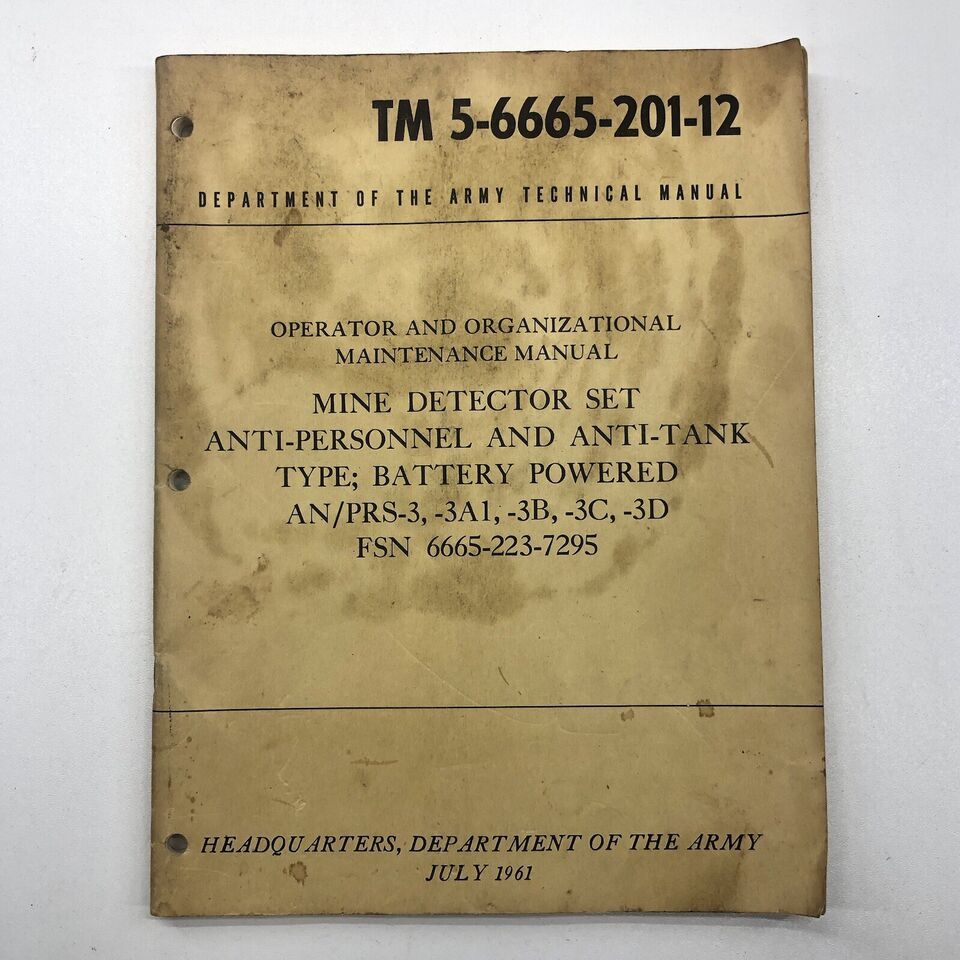 TM 5-6665-201-12
DEPARTMENT OF THE ARMY TECHNICAL MANUAL
OPERATOR AND ORGANIZATIONAL
MAINTENANCE MANUAL
MINE DETECTOR SET
ANTI-PERSONNEL AND ANTI-TANK
TYPE; BATTERY POWERED
AN/PRS-3, -3A1, -3B, -3C, -3D
FSN 6665-223-7295
HEADQUARTERS, DEPARTMENT OF THE ARMY
JULY 1961